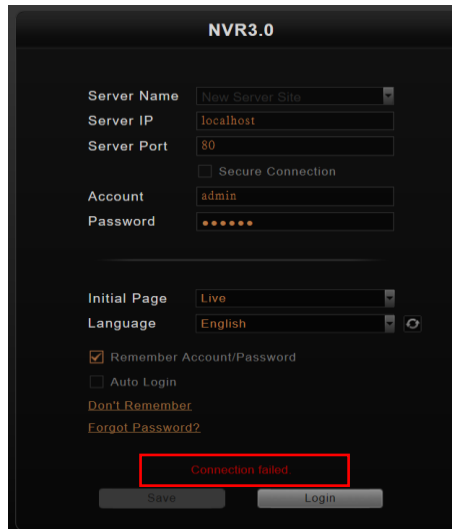 NVR3.0
Server Name New Server Site
Server IP localhost
Server Port 80
Secure Connection
Account admin
Password ●●●●●●
Initial Page Live
Language English
Remember Account/Password
Auto Login
Don't Remember
Forgot Password?
Connection failed.
Save Login